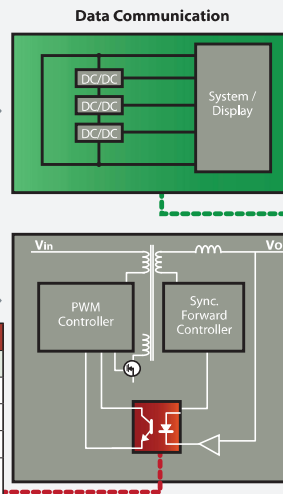 Data Communication
DC/DC
DC/DC
DC/DC
System /
Display
Vin
Vo
PWM
Controller
Sync.
Forward
Controller